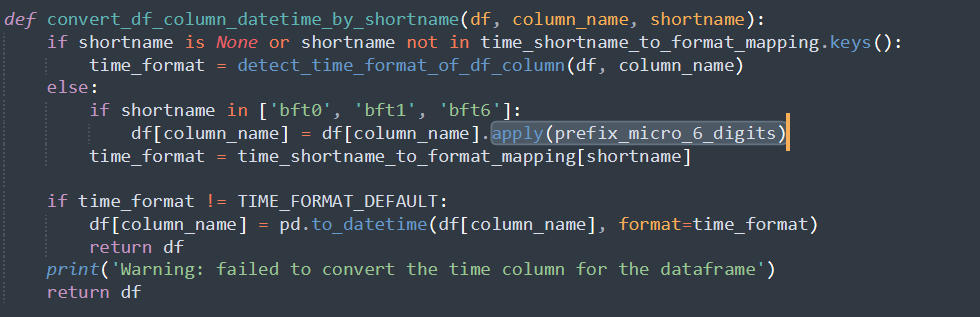 def convert_df_column_datetime_by_shortname(df, column_name, shortname):
    if shortname is None or shortname not in time_shortname_to_format_mapping.keys():
        time_format = detect_time_format_of_df_column(df, column_name)
    else:
        if shortname in ['bft0', 'bft1', 'bft6']:
            df[column_name] = df[column_name].apply(prefix_micro_6_digits)
        time_format = time_shortname_to_format_mapping[shortname]
    if time_format != TIME_FORMAT_DEFAULT:
        df[column_name] = pd.to_datetime(df[column_name], format=time_format)
        return df
    print('Warning: failed to convert the time column for the dataframe')
    return df